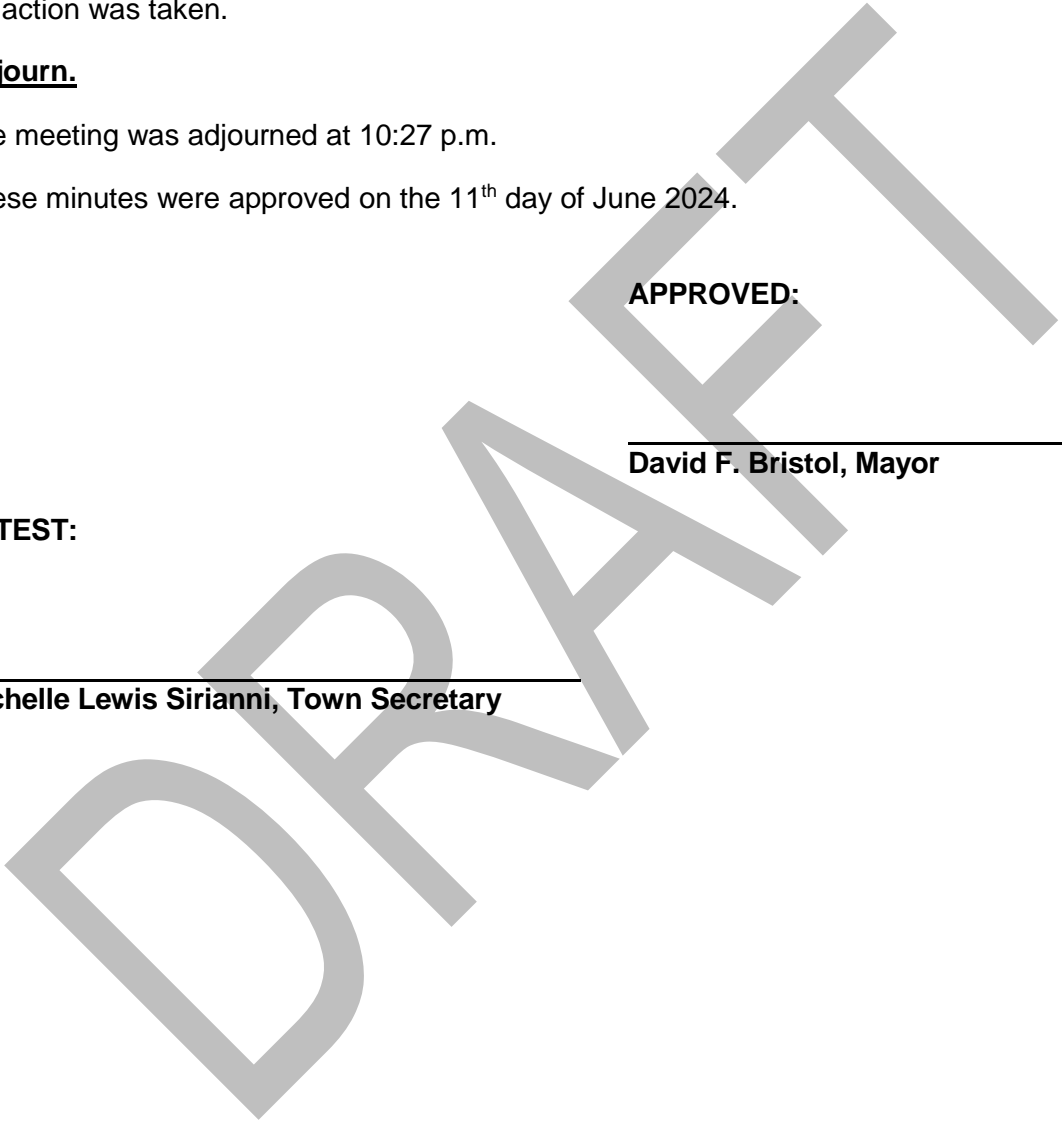 action was taken.
journ.
e meeting was adjourned at 10:27 p.m.
ese minutes were approved on the 11th day of June 2024.
APPROVED:
David F. Bristol, Mayor
TEST:
chelle Lewis Sirianni, Town Secretary
DRAFT